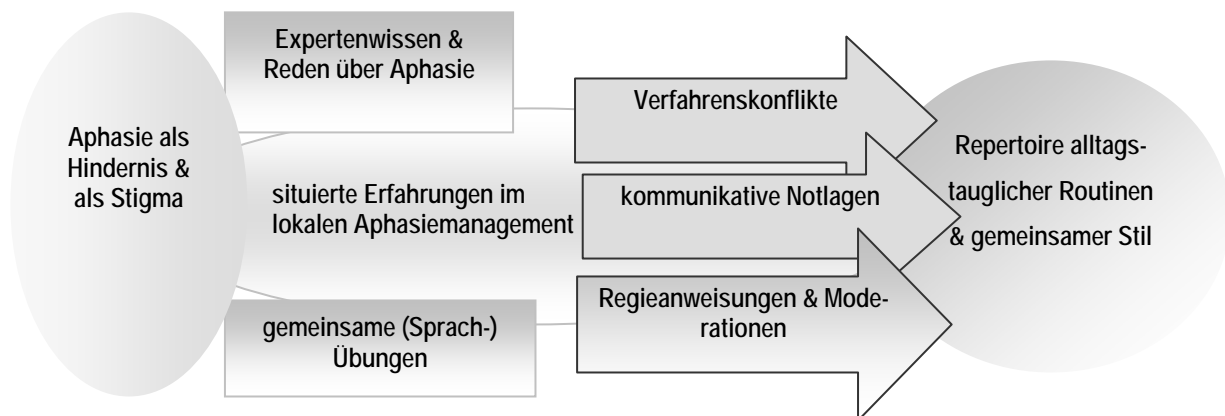 Aphasie als
Hindernis &
als Stigma
Expertenwissen &
Reden über Aphasie
situierte Erfahrungen im
lokalen Aphasiemanagement
gemeinsame (Sprach-)
Übungen
Verfahrenskonflikte
kommunikative Notlagen
Regieanweisungen & Mode-
rationen
Repertoire alltags-
tauglicher Routinen
& gemeinsamer Stil